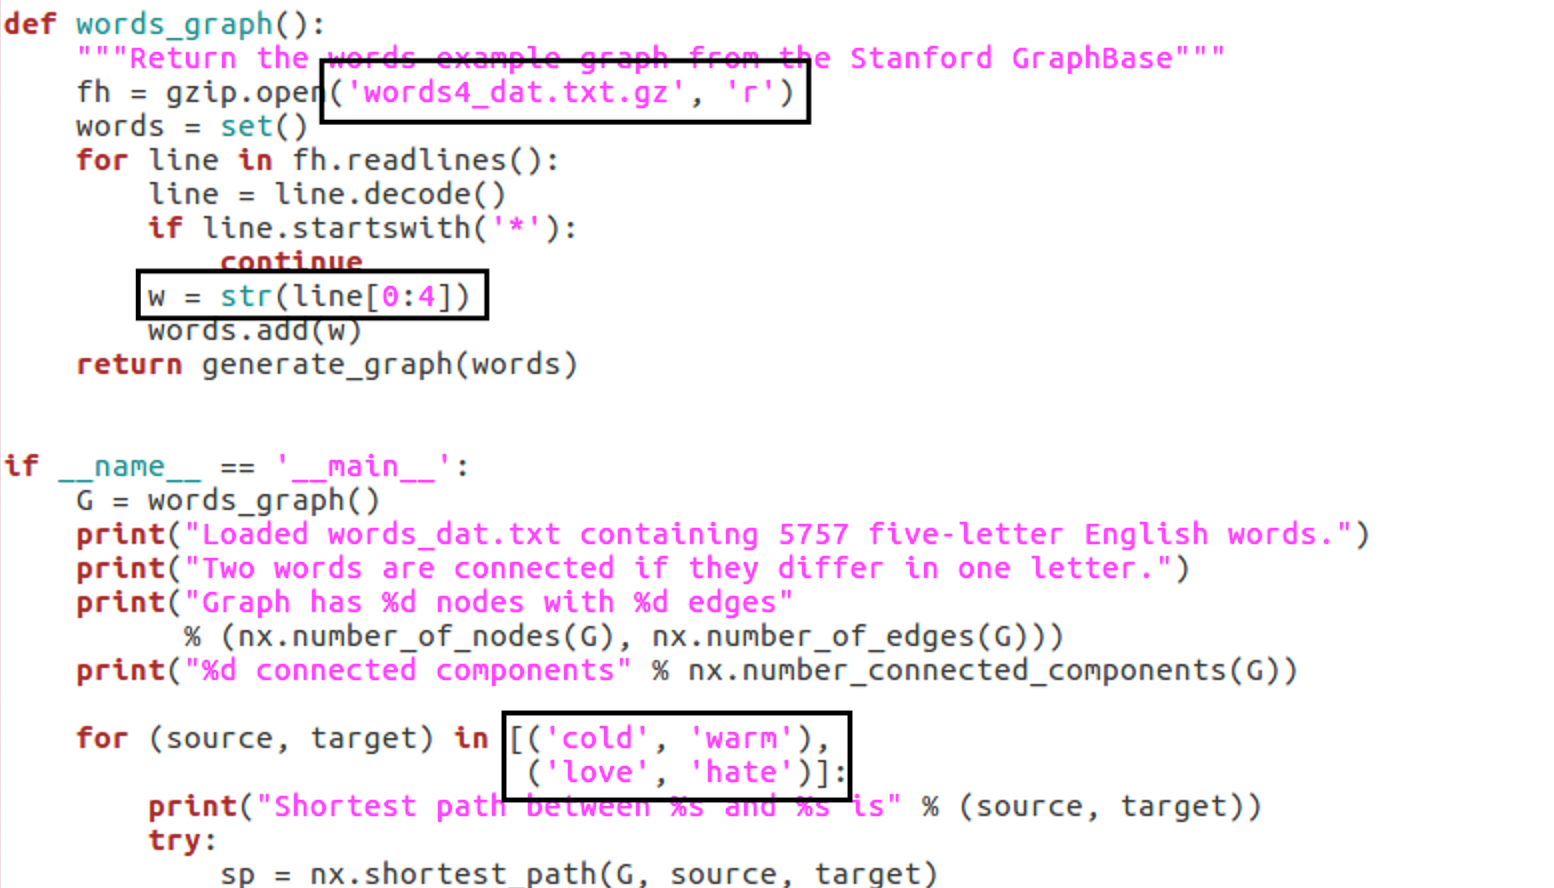 def words_graph():
    """Return the words example graph from the Stanford GraphBase"""
    fh = gzip.open('words4_dat.txt.gz', 'r')
    words = set()
    for line in fh.readlines():
        line = line.decode()
        if line.startswith('*'):
            continue
        w = str(line[0:4])
        words.add(w)
    return generate_graph(words)
if __name__ == '__main__':
    G = words_graph()
    print("Loaded words_dat.txt containing 5757 five-letter English words.")
    print("Two words are connected if they differ in one letter.")
    print("Graph has %d nodes with %d edges"
          % (nx.number_of_nodes(G), nx.number_of_edges(G)))
    print("%d connected components" % nx.number_connected_components(G))
    for (source, target) in [('cold', 'warm'),
                             ('love', 'hate')]:
        print("Shortest path between %s and %s is" % (source, target))
        try:
            sp = nx.shortest_path(G, source, target)